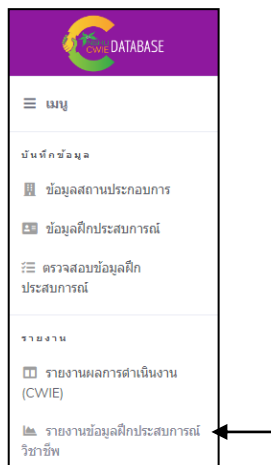 CWIE DATABASE
เมนู
บันทึกข้อมูล
ข้อมูลสถานประกอบการ
ข้อมูลฝึกประสบการณ์
ตรวจสอบข้อมูลฝึก
ประสบการณ์
รายงาน
รายงานผลการดำเนินงาน
(CWIE)
รายงานข้อมูลฝึกประสบการณ์
วิชาชีพ